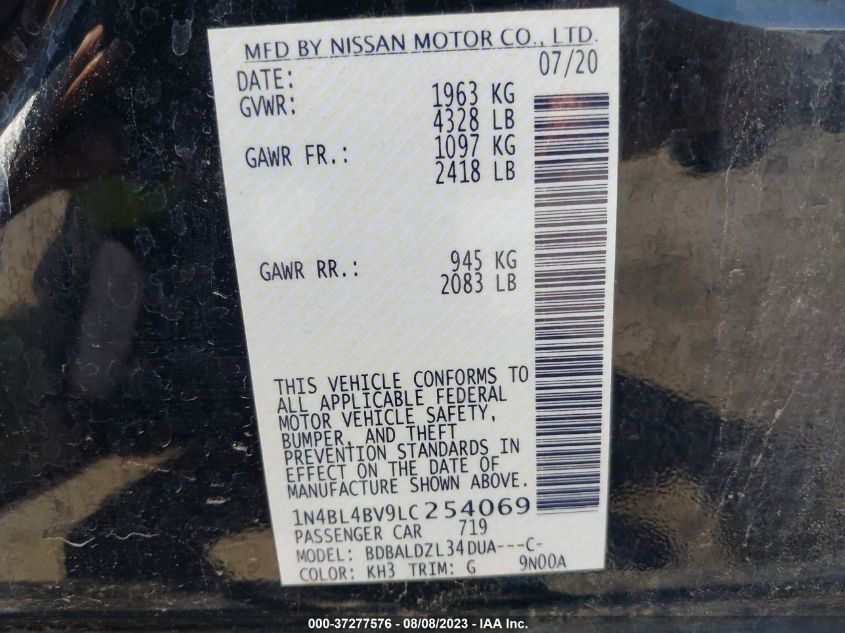 MFD BY NISSAN MOTOR CO., LTD.
DATE: 07/20
GVWR: 1963 KG
4328 LB
GAWR FR.: 1097 KG
2418 LB
GAWR RR.: 945 KG
2083 LB
THIS VEHICLE CONFORMS TO
ALL APPLICABLE FEDERAL
MOTOR VEHICLE SAFETY,
BUMPER, AND THEFT
PREVENTION STANDARDS IN
EFFECT ON THE DATE OF
MANUFACTURE SHOWN ABOVE.
1N4BL4BV9LC254069
PASSENGER CAR 719
MODEL: BDBALDZL34DUA---C-
COLOR: KH3 TRIM: G 9N00A
000-37277576 - 08/08/2023 - IAA Inc.